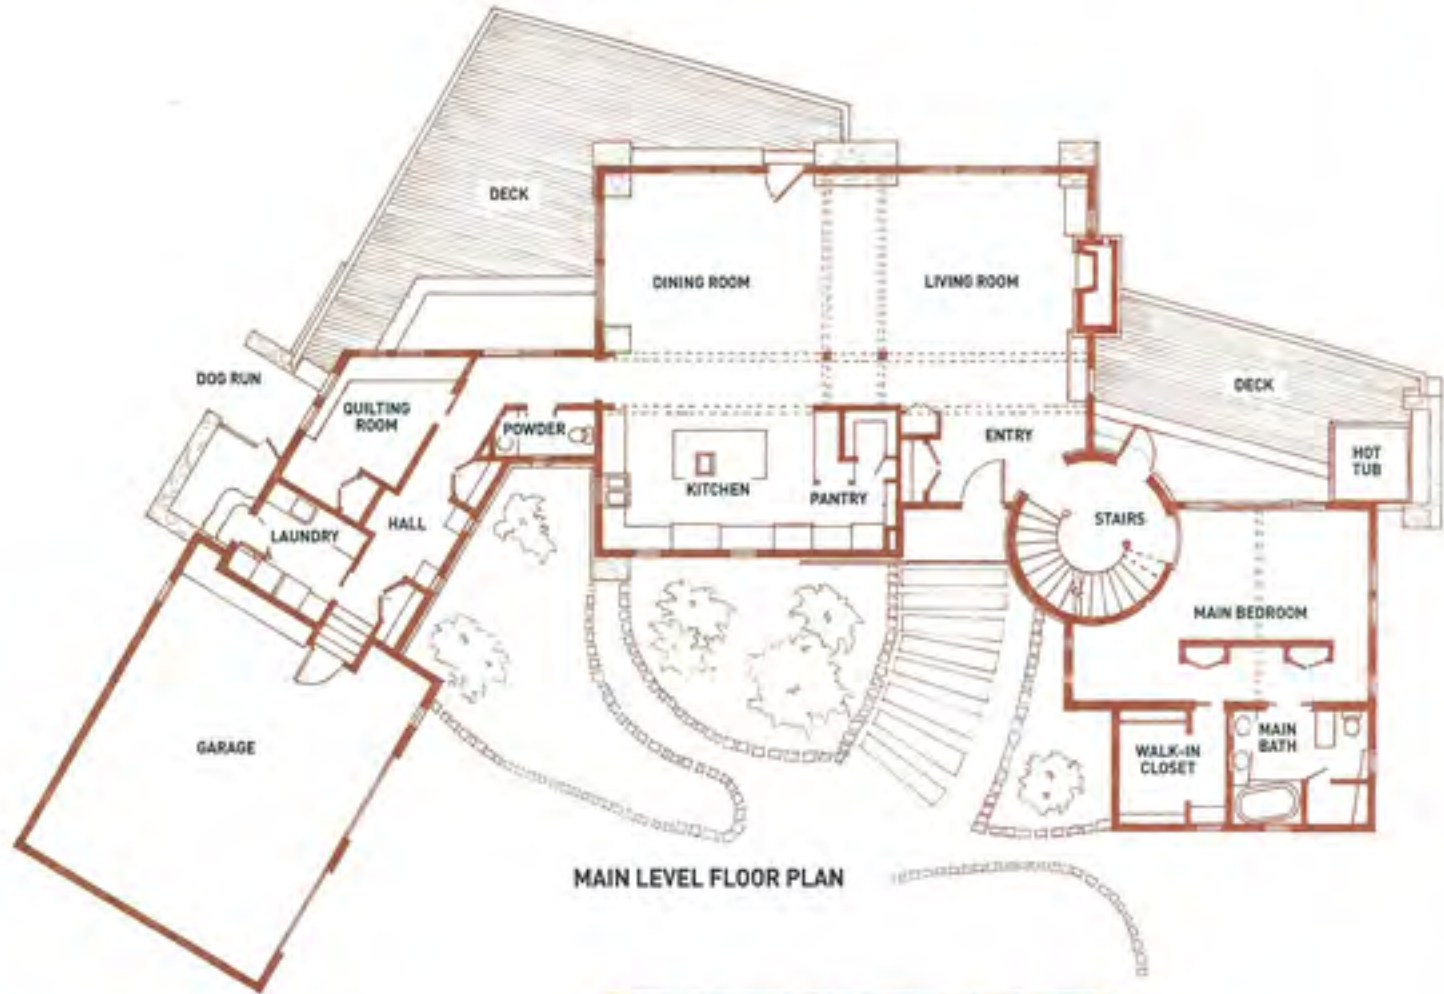 DECK
DINING ROOM
LIVING ROOM
DOG RUN
QUILTING
ROOM
POWDER
ENTRY
DECK
HOT
TUB
KITCHEN
PANTRY
HALL
LAUNDRY
STAIRS
MAIN BEDROOM
GARAGE
WALK-IN
CLOSET
MAIN
BATH
MAIN LEVEL FLOOR PLAN